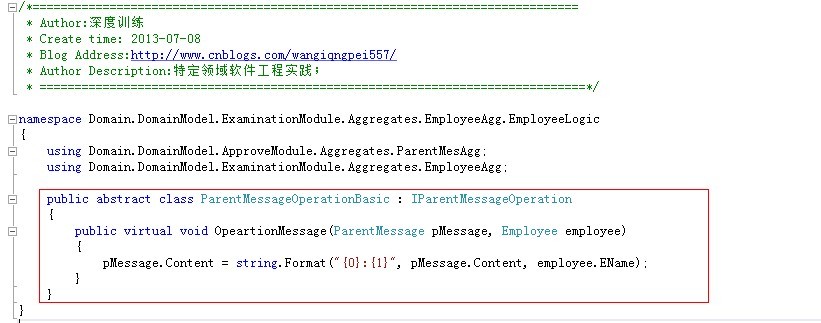 /*==============================================================================
* Author:深度训练
* Create time: 2013-07-08
* Blog Address:http://www.cnblogs.com/wangiqngpei557/
* Author Description:特定领域软件工程实践；
* ==============================================================================*/
namespace Domain.DomainModel.ExaminationModule.Aggregates.EmployeeAgg.EmployeeLogic
{
using Domain.DomainModel.ApproveModule.Aggregates.ParentMesAgg;
using Domain.DomainModel.ExaminationModule.Aggregates.EmployeeAgg;
public abstract class ParentMessageOperationBasic : IParentMessageOperation
{
public virtual void OpeartionMessage(ParentMessage pMessage, Employee employee)
{
pMessage.Content = string.Format("{0}:{1}", pMessage.Content, employee.EName);
}
}
}